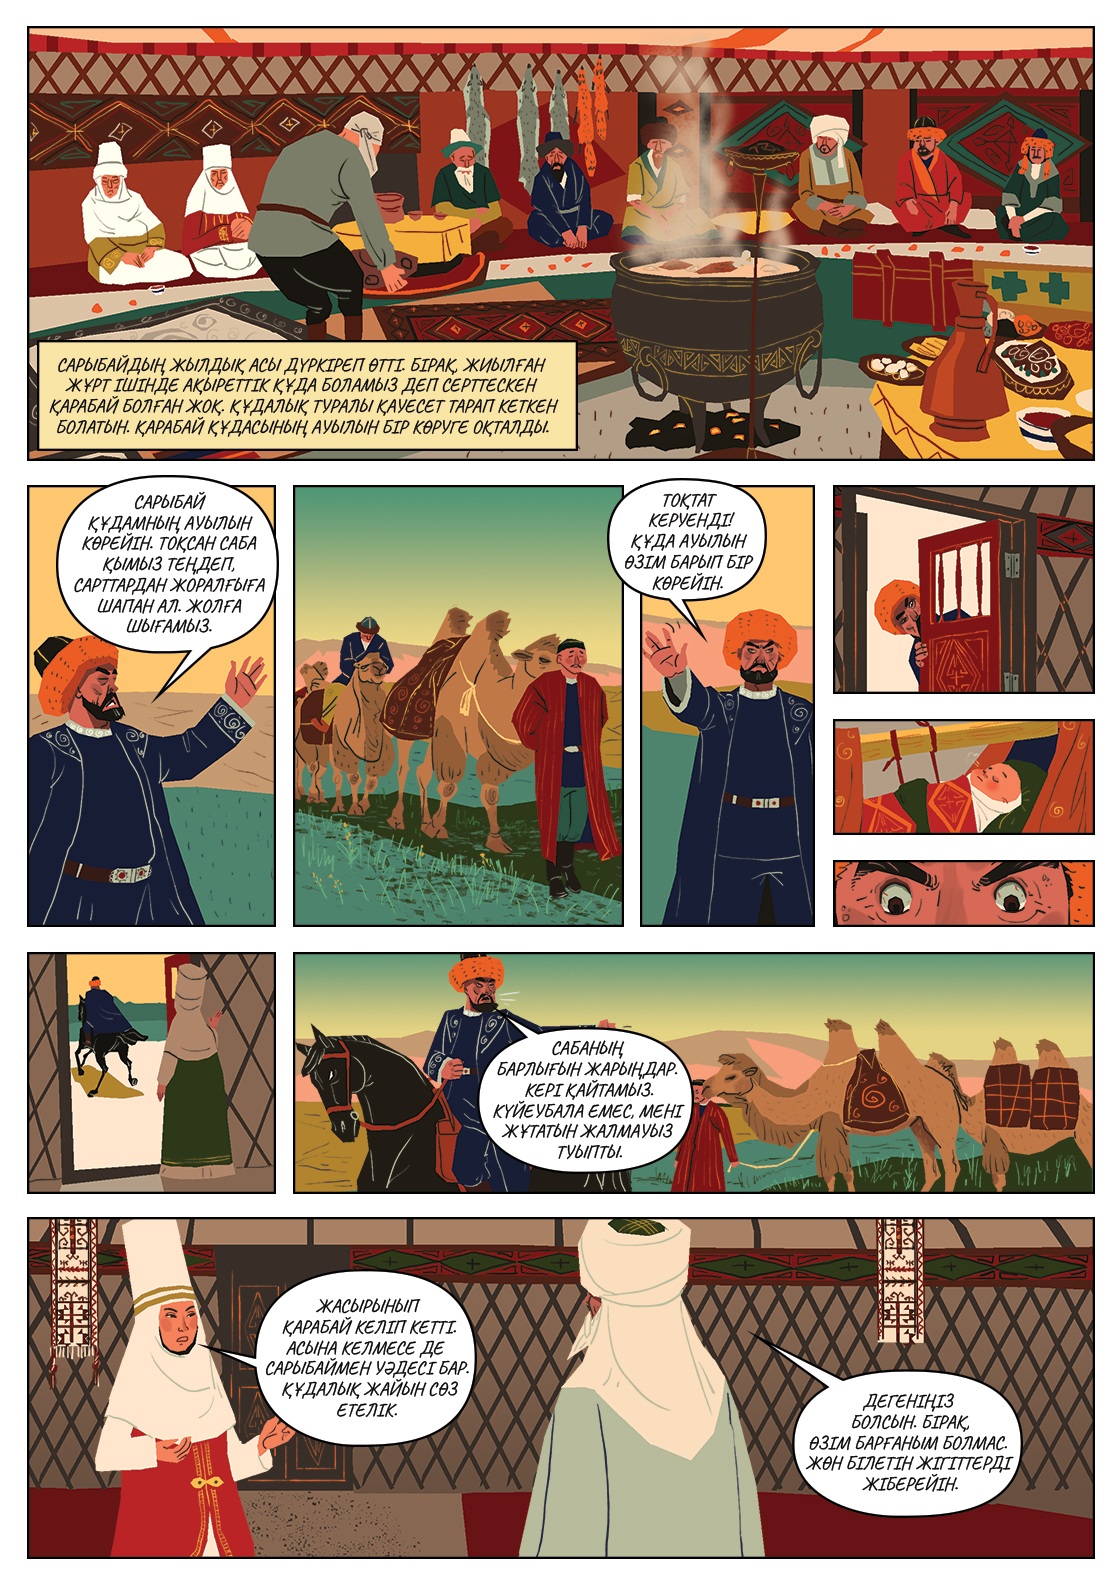 САРЫБАЙДЫҢ ЖЫЛДЫҚ АСЫ ДҮРКІРЕП ӨТТІ. БІРАҚ, ЖИЫЛҒАН
ЖҰРТ ІШІНДЕ АҚЫРЕТТІК ҚҰДА БОЛАМЫЗ ДЕП СЕРТТЕСКЕН
ҚАРАБАЙ БОЛҒАН ЖОҚ. ҚҰДАЛЫҚ ТУРАЛЫ ҚАУЕСЕТ ТАРАП КЕТКЕН
БОЛАТЫН. ҚАРАБАЙ ҚҰДАСЫНЫҢ АУЫЛЫН БІР КӨРУГЕ ОҚТАЛДЫ.
САРЫБАЙ
ҚҰДАМНЫҢ АУЫЛЫН
КӨРЕЙІН. ТОҚСАН САБА
ҚЫМЫЗ ТЕҢДЕП,
САРТТАРДАН ЖОРАЛҒЫҒА
ШАПАН АЛ. ЖОЛҒА
ШЫҒАМЫЗ.
ТОҚТАТ
КЕРУЕНДІ!
ҚҰДА АУЫЛЫН
ӨЗІМ БАРЫП БІР
КӨРЕЙІН.
САБАНЫҢ
БАРЛЫҒЫН ЖАРЫҢДАР.
КЕРІ ҚАЙТАМЫЗ.
КҮЙЕУБАЛА ЕМЕС, МЕНІ
ЖҰТАТЫН ЖАЛМАУЫЗ
ТУЫПТЫ.
ЖАСЫРЫНЫП
ҚАРАБАЙ КЕЛІП КЕТТІ.
АСЫНА КЕЛМЕСЕ ДЕ
САРЫБАЙМЕН УӘДЕСІ БАР.
ҚҰДАЛЫҚ ЖАЙЫН СӨЗ
ЕТЕЛІК.
ДЕГЕНІҢІЗ
БОЛСЫН. БІРАҚ,
ӨЗІМ БАРҒАНЫМ БОЛМАС.
ЖӨН БІЛЕТІН ЖІГІТТЕРДІ
ЖІБЕРЕЙІН.